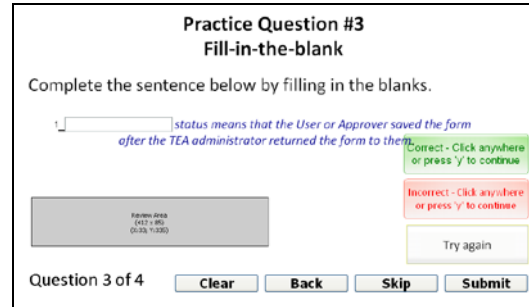 Practice Question #3
Fill-in-the-blank
Complete the sentence below by filling in the blanks.
1. status means that the User or Approver saved the form
after the TEA administrator returned the form to them.
Correct - Click anywhere
or press 'y' to continue
Incorrect - Click anywhere
or press 'y' to continue
Review Area
Try again
Question 3 of 4
Clear
Back
Skip
Submit